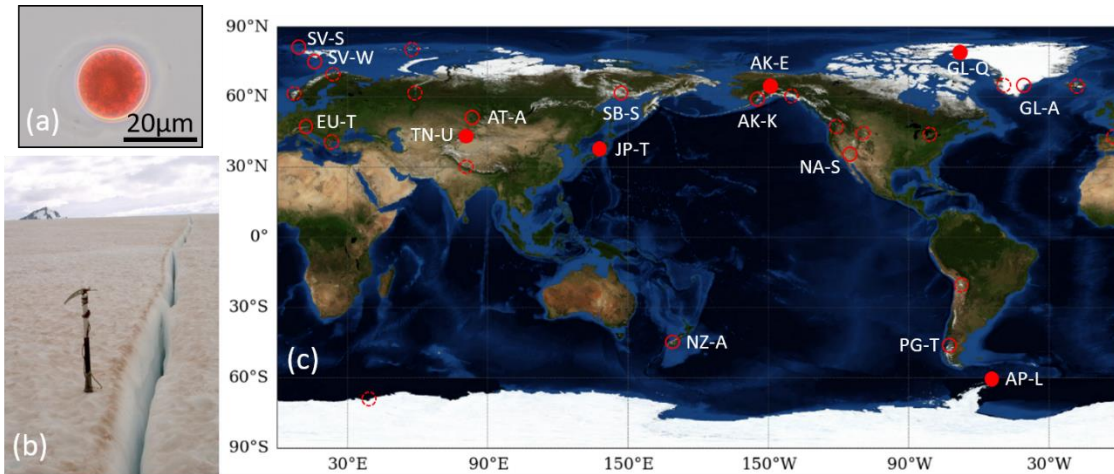 (a)
20µm
(b)
90°N
60°N
30°N
0°
30°S
60°S
90°S
SV-S
SV-W
EU-T
AT-A
TN-U
SB-S
JP-T
AK-E
AK-K
NA-S
GL-Q
GL-A
NZ-A
PG-T
AP-L
(c)
30°E
90°E
150°E
150°W
90°W
30°W